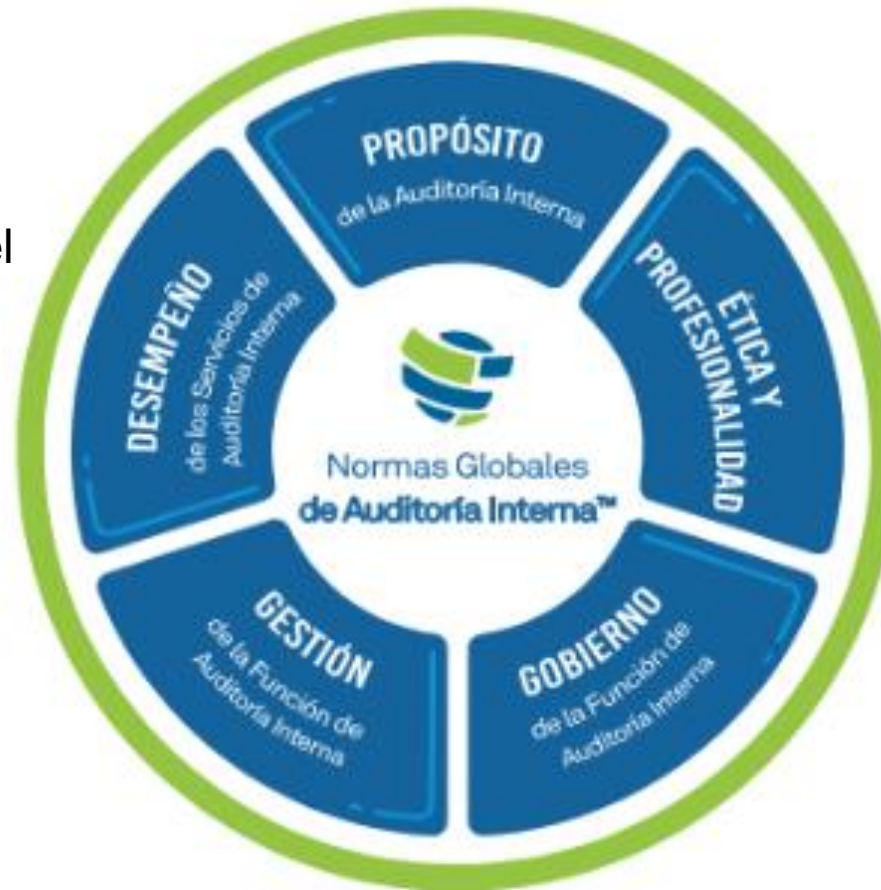 el
PROPÓSITO
de la Auditoría Interna
ÉTICA Y
PROFESIONALIDAD
GOBIERNO
de la Función de
Auditoría Interna
GESTIÓN
de la Función de
Auditoría Interna
DESEMPEÑO
de los Servicios de
Auditoría Interna
Normas Globales
de Auditoría Interna™